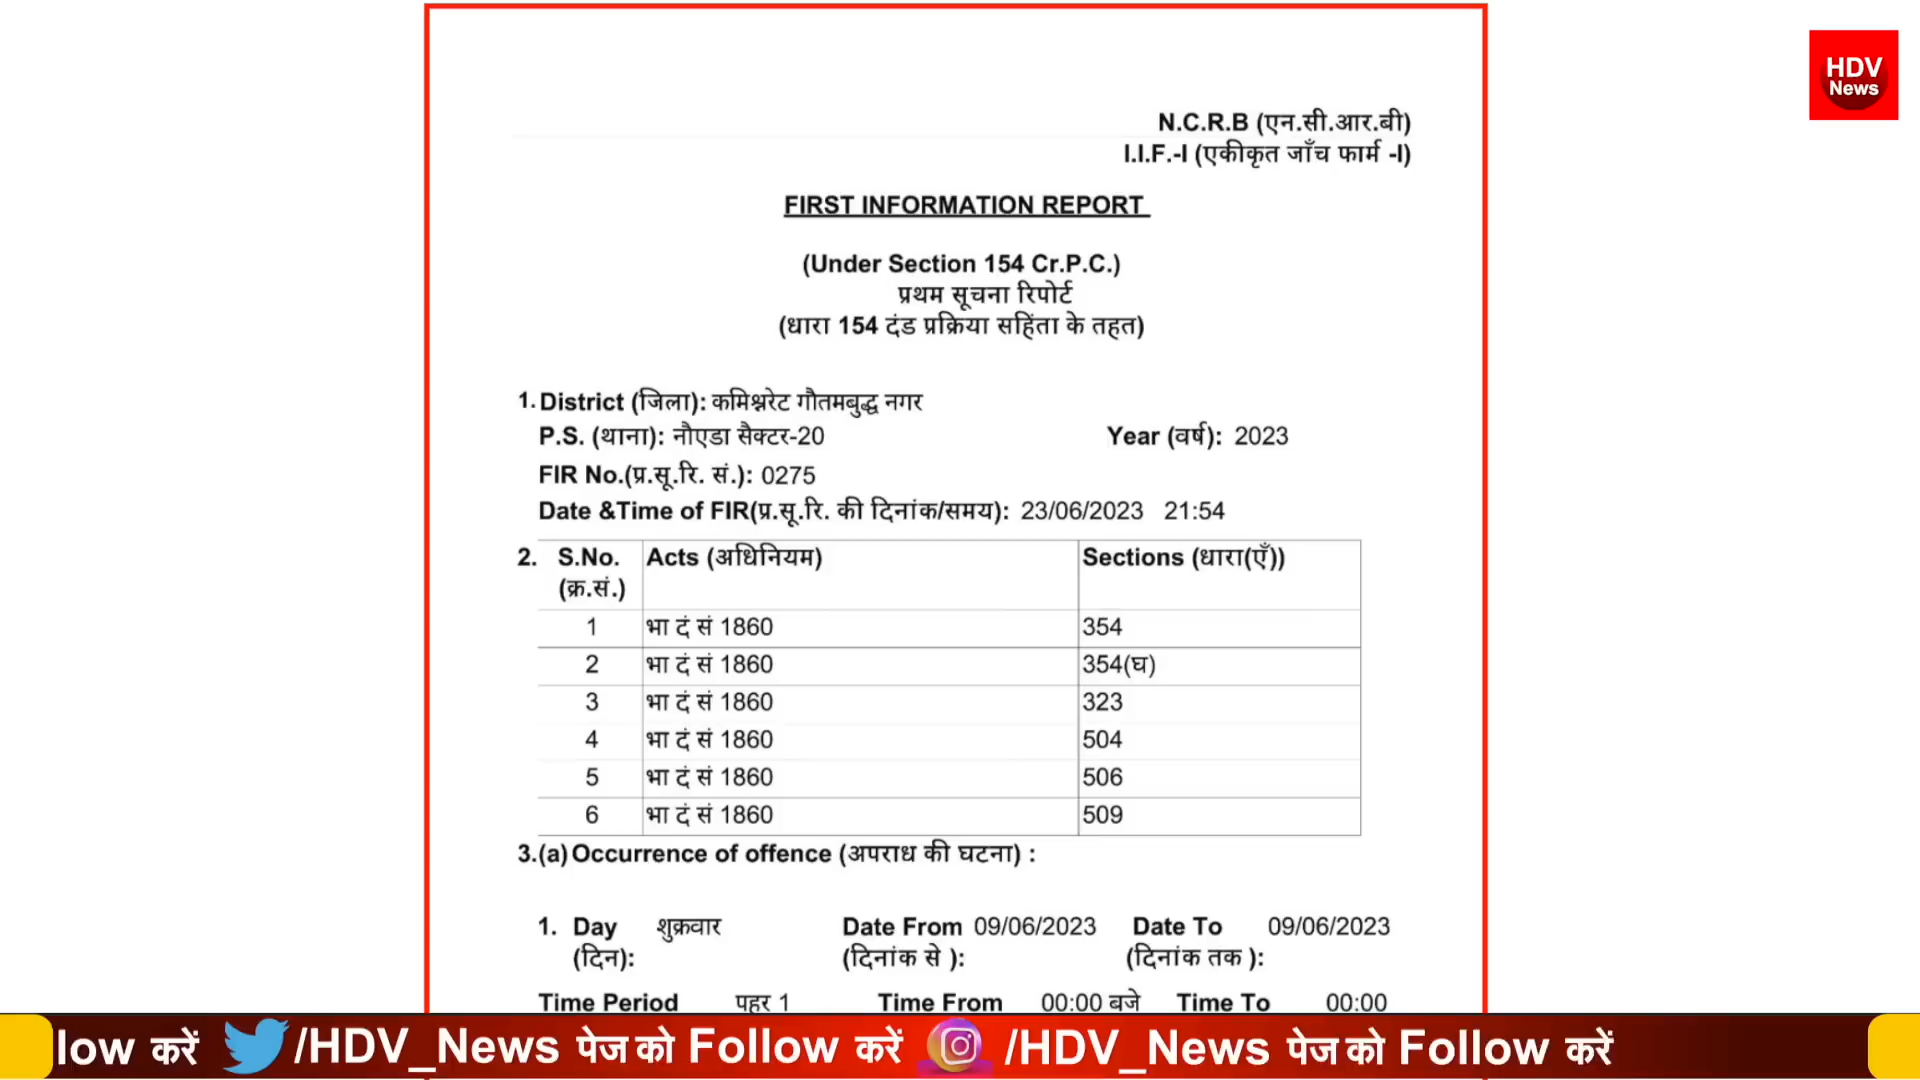 HDV
News
N.C.R.B (एन.सी.आर.बी)
I.I.F.-I (एकीकृत जाँच फार्म -I)
FIRST INFORMATION REPORT
(Under Section 154 Cr.P.C.)
प्रथम सूचना रिपोर्ट
(धारा 154 दंड प्रक्रिया सहिंता के तहत)
1. District (जिला): कमिश्नरेट गौतमबुद्ध नगर
P.S. (थाना): नौएडा सैक्टर-20 Year (वर्ष): 2023
FIR No.(प्र.सू.रि. सं.): 0275
Date &Time of FIR(प्र.सू.रि. की दिनांक/समय): 23/06/2023 21:54
2. S.No. Acts (अधिनियम) Sections (धारा(एँ))
(क्र.सं.)
1 भा दं सं 1860 354
2 भा दं सं 1860 354(घ)
3 भा दं सं 1860 323
4 भा दं सं 1860 504
5 भा दं सं 1860 506
6 भा दं सं 1860 509
3.(a) Occurrence of offence (अपराध की घटना) :
1. Day शुक्रवार Date From 09/06/2023 Date To 09/06/2023
(दिन): (दिनांक से ): (दिनांक तक ):
Time Period पहर 1 Time From 00:00 बजे Time To 00:00
low करें /HDV_News पेज को Follow करें /HDV_News पेज को Follow करें